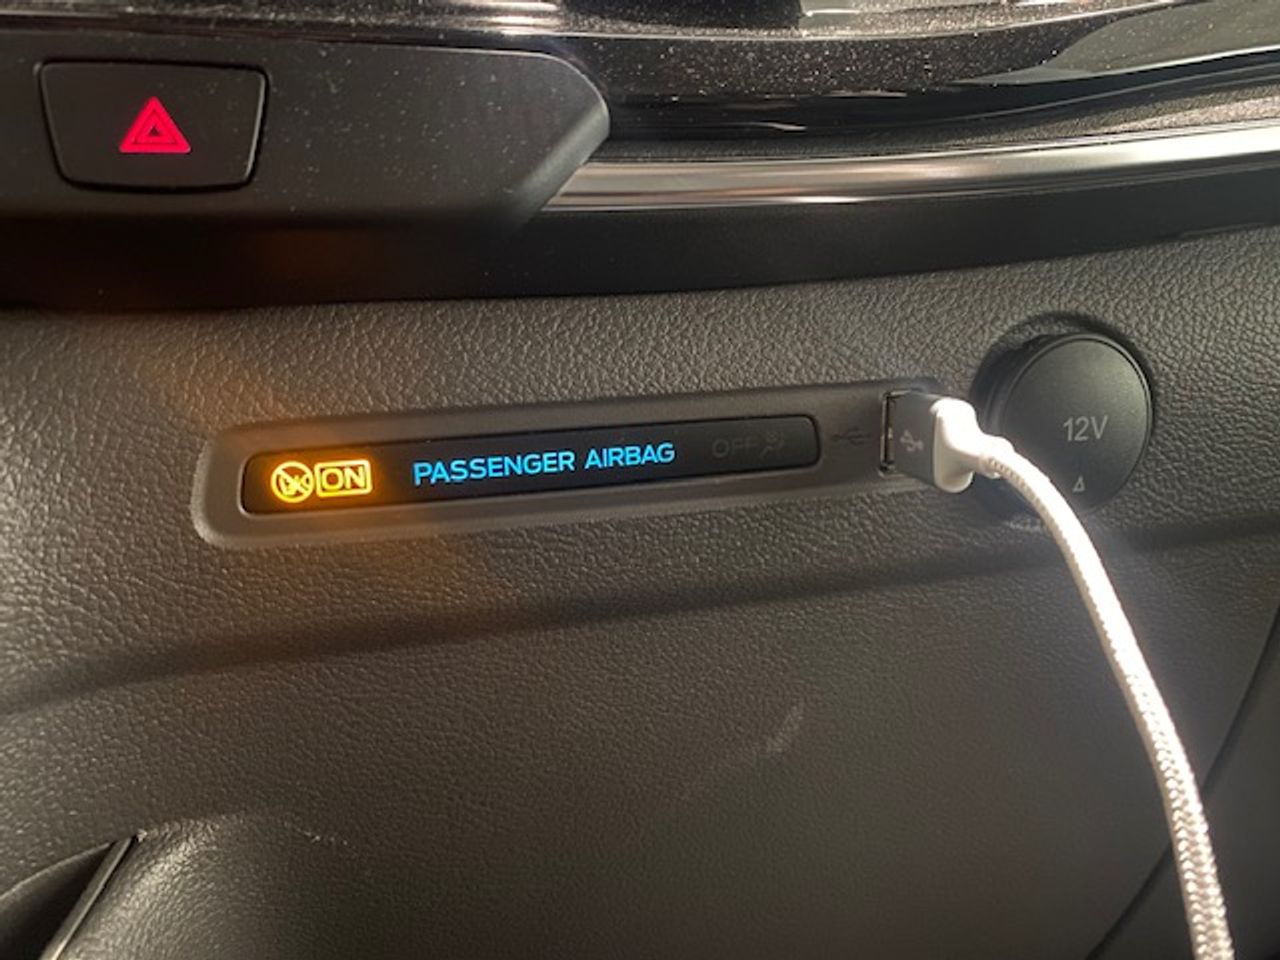 ON PASSENGER AIRBAG OFF
12V